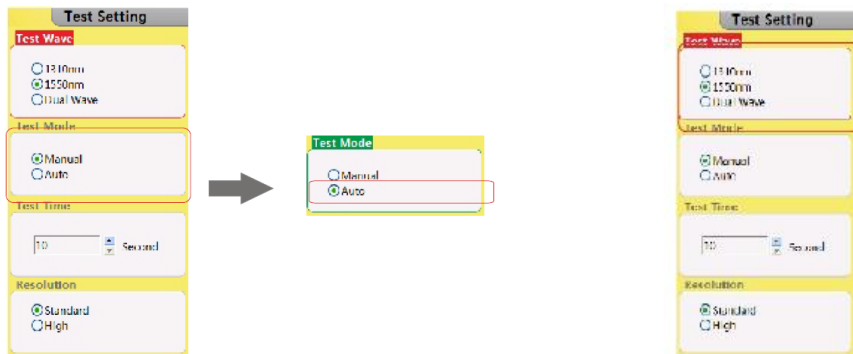 Test Setting
Test Wave
1310nm
1550nm
Dual Wave
Test Mode
Manual
Auto
Test Time
10 Second
Resolution
Standard
High
Test Mode
Manual
Auto
Test Setting
Test Wave
1310nm
1550nm
Dual Wave
Test Mode
Manual
Auto
Test Time
10 Second
Resolution
Standard
High